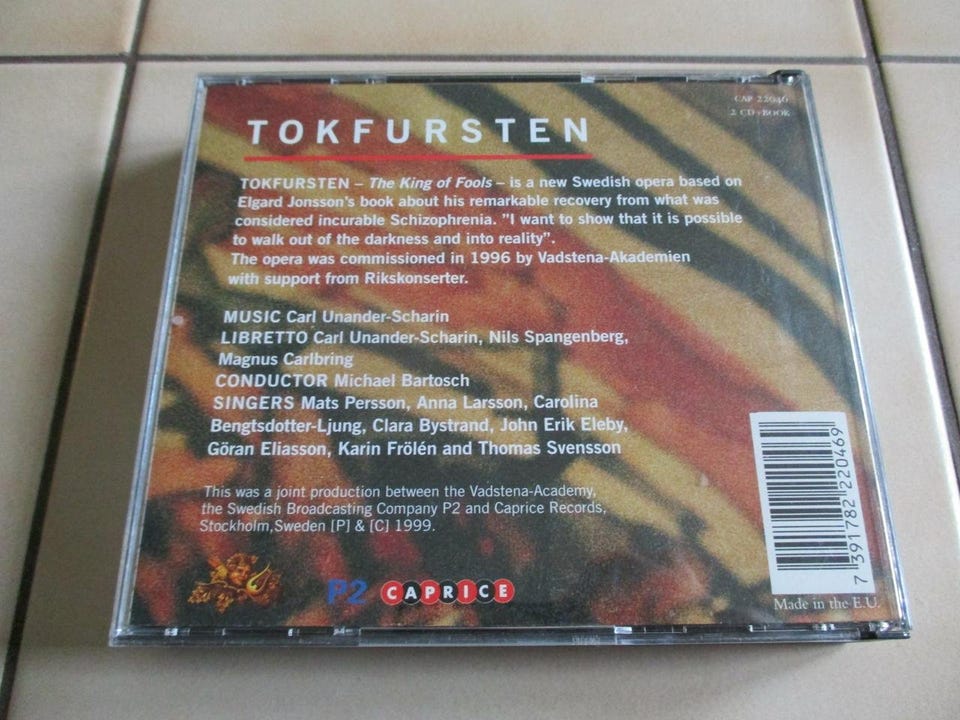 CAP 22046
2 CD+BOOK
TOKFURSTEN
TOKFURSTEN – The King of Fools – is a new Swedish opera based on
Elgard Jonsson's book about his remarkable recovery from what was
considered incurable Schizophrenia. ”I want to show that it is possible
to walk out of the darkness and into reality”.
The opera was commissioned in 1996 by Vadstena-Akademien
with support from Rikskonserter.
MUSIC Carl Unander-Scharin
LIBRETTO Carl Unander-Scharin, Nils Spangenberg,
Magnus Carlbring
CONDUCTOR Michael Bartosch
SINGERS Mats Persson, Anna Larsson, Carolina
Bengtsdotter-Ljung, Clara Bystrand, John Erik Eleby,
Göran Eliasson, Karin Frölén and Thomas Svensson
This was a joint production between the Vadstena-Academy,
the Swedish Broadcasting Company P2 and Caprice Records,
Stockholm,Sweden [P] & [C] 1999.
P2 CAPRICE
7 391782 220469
Made in the E.U.